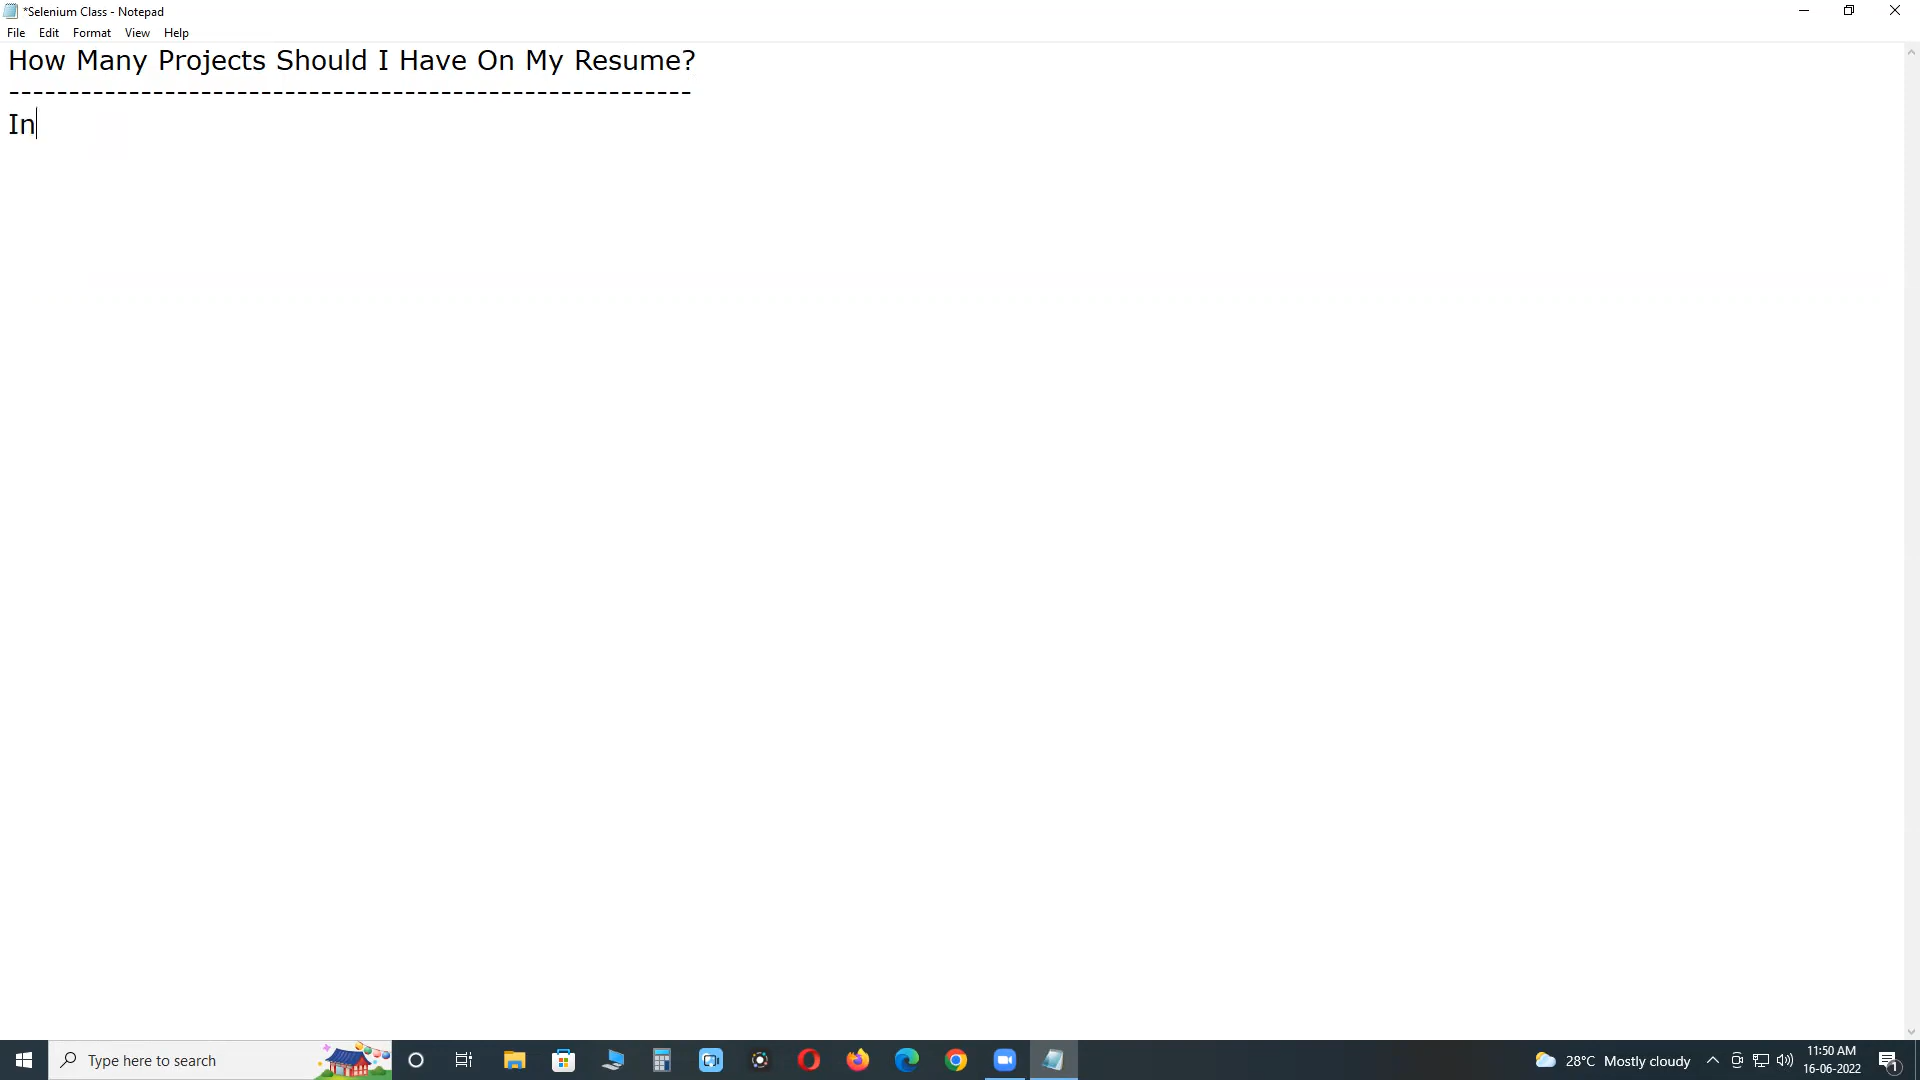 *Selenium Class - Notepad
File Edit Format View Help
How Many Projects Should I Have On My Resume?
---------------------------------------------------------
In
Type here to search
28°C Mostly cloudy
11:50 AM
16-06-2022
1